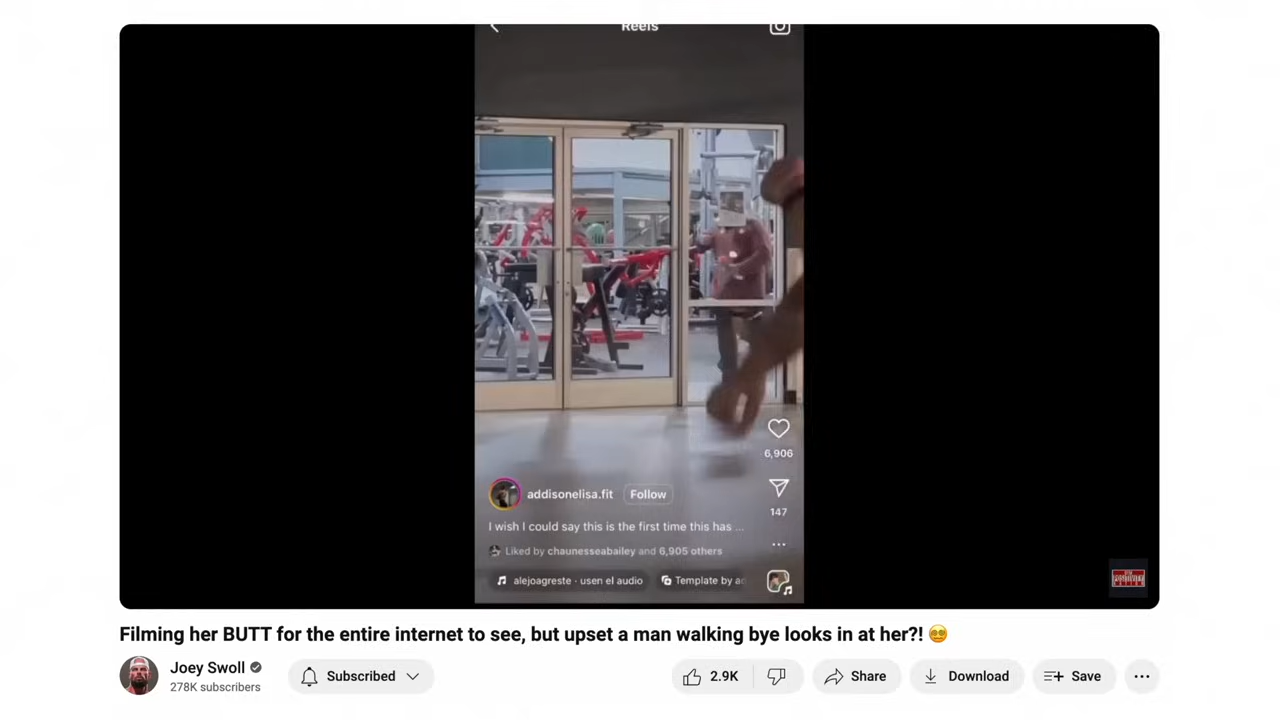 Reels
6,906
addisonelisa.fit Follow
147
I wish I could say this is the first time this has ...
Liked by chaunesseabailey and 6,905 others
alejoagreste · usen el audio Template by ad
POSITIVITY
Filming her BUTT for the entire internet to see, but upset a man walking bye looks in at her?! 😵‍💫
Joey Swoll
278K subscribers
Subscribed
2.9K
Share
Download
Save